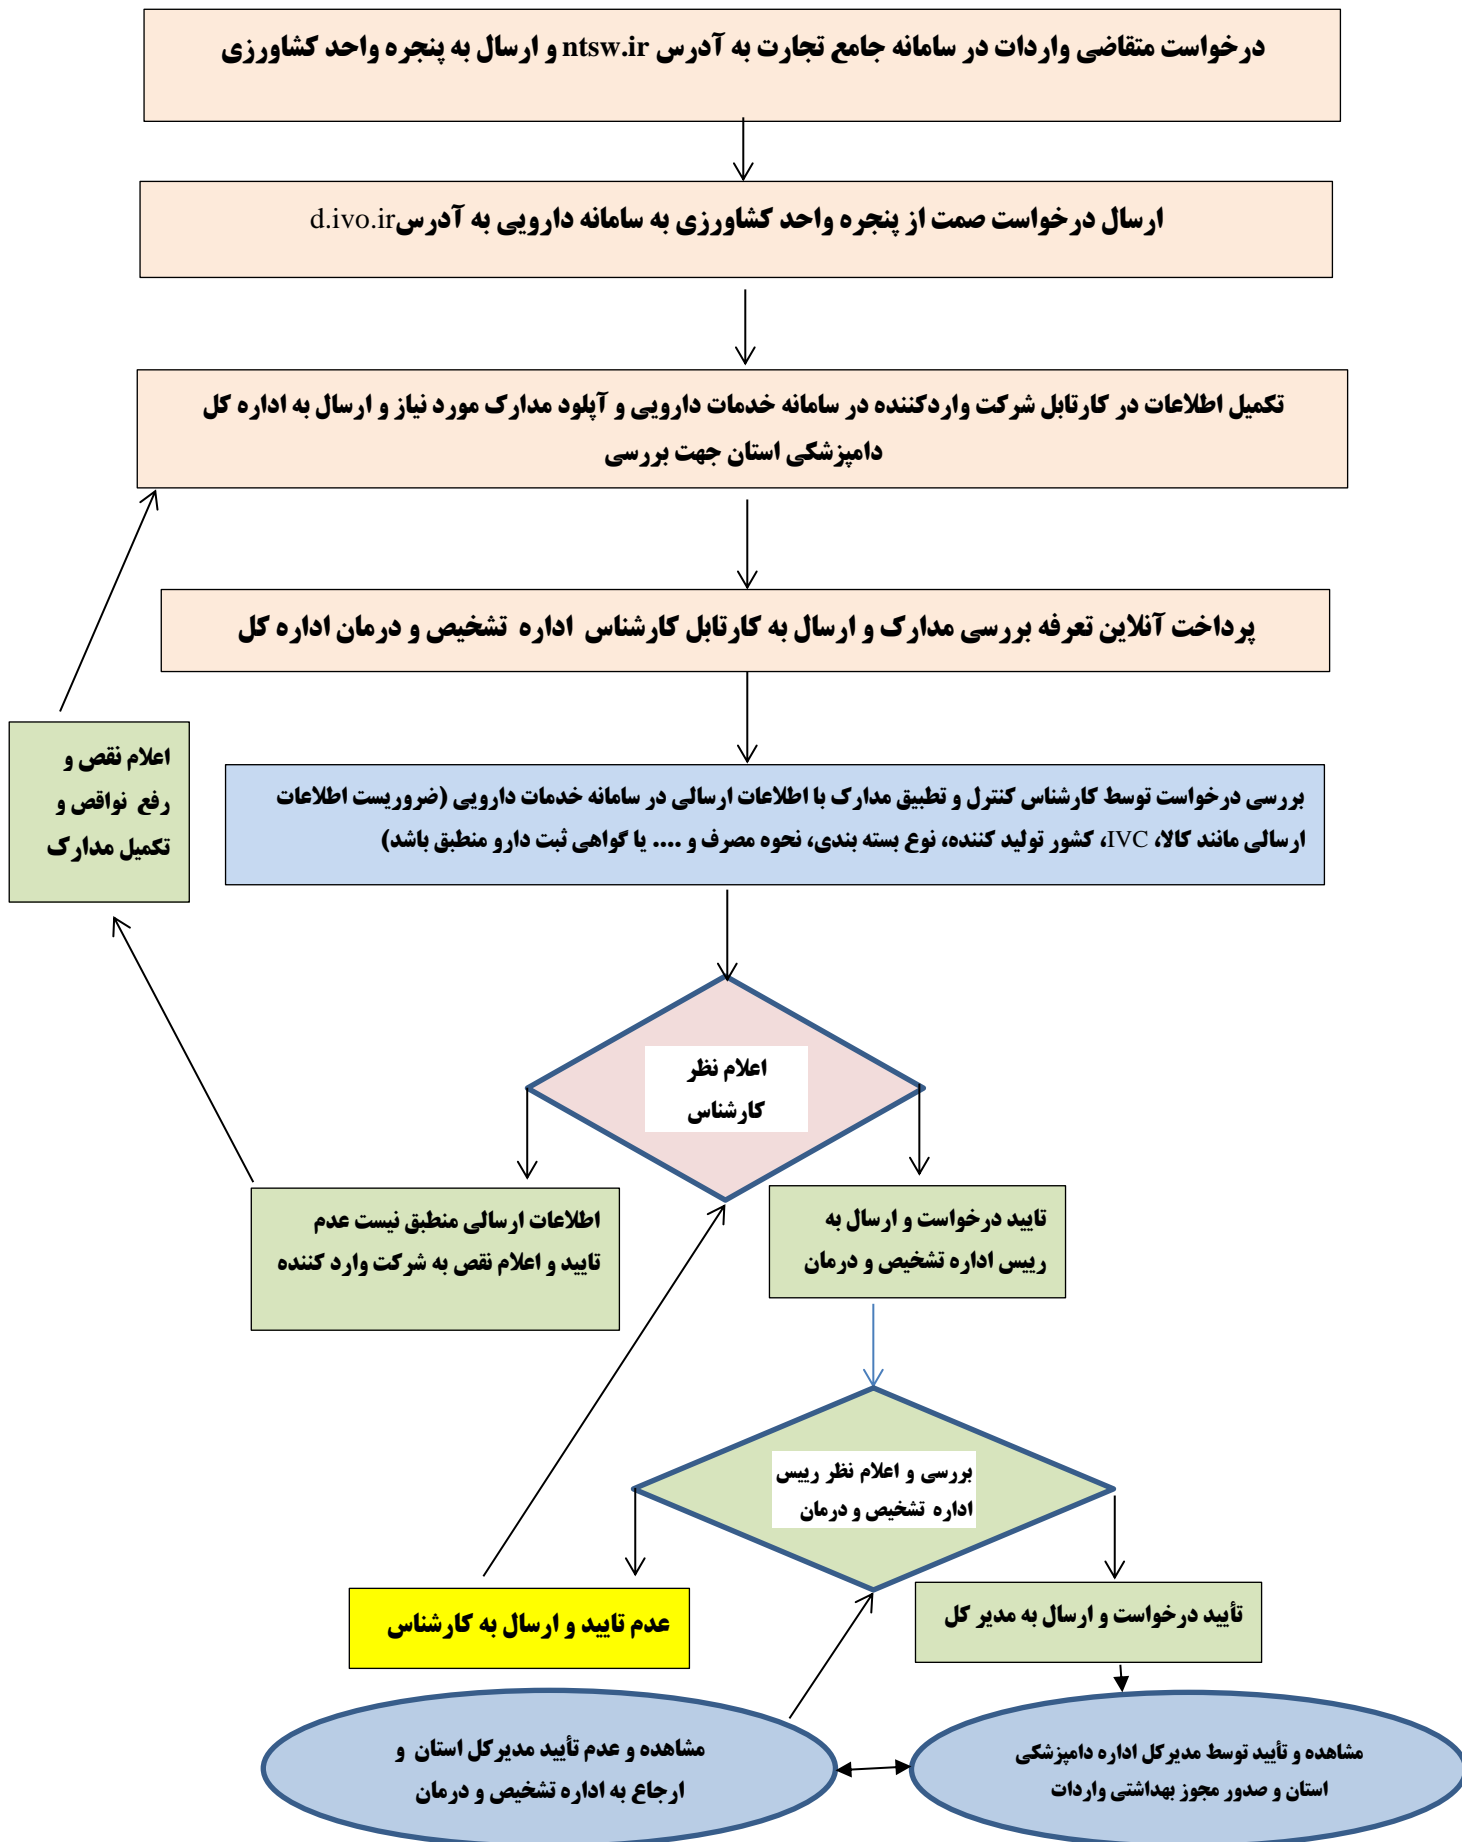 درخواست متقاضی واردات در سامانه جامع تجارت به آدرس ntsw.ir و ارسال به پنجره واحد کشاورزی
ارسال درخواست صمت از پنجره واحد کشاورزی به سامانه دارویی به آدرسd.ivo.ir
تکمیل اطلاعات در کارتابل شرکت واردکننده در سامانه خدمات دارویی و آپلود مدارک مورد نیاز و ارسال به اداره کل
دامپزشکی استان جهت بررسی
پرداخت آنلاین تعرفه بررسی مدارک و ارسال به کارتابل کارشناس اداره تشخیص و درمان اداره کل
اعلام نقص و
رفع نواقص و
تکمیل مدارک
بررسی درخواست توسط کارشناس کنترل و تطبیق مدارک با اطلاعات ارسالی در سامانه خدمات دارویی (ضروریست اطلاعات
ارسالی مانند کالا، IVC، کشور تولید کننده، نوع بسته بندی، نحوه مصرف و .... یا گواهی ثبت دارو منطبق باشد)
اعلام نظر
کارشناس
تایید درخواست و ارسال به
رییس اداره تشخیص و درمان
اطلاعات ارسالی منطبق نیست عدم
تایید و اعلام نقص به شرکت وارد کننده
بررسی و اعلام نظر رییس
اداره تشخیص و درمان
تأیید درخواست و ارسال به مدیر کل
عدم تایید و ارسال به کارشناس
مشاهده و تأیید توسط مدیرکل اداره دامپزشکی
استان و صدور مجوز بهداشتی واردات
مشاهده و عدم تأیید مدیرکل استان و
ارجاع به اداره تشخیص و درمان